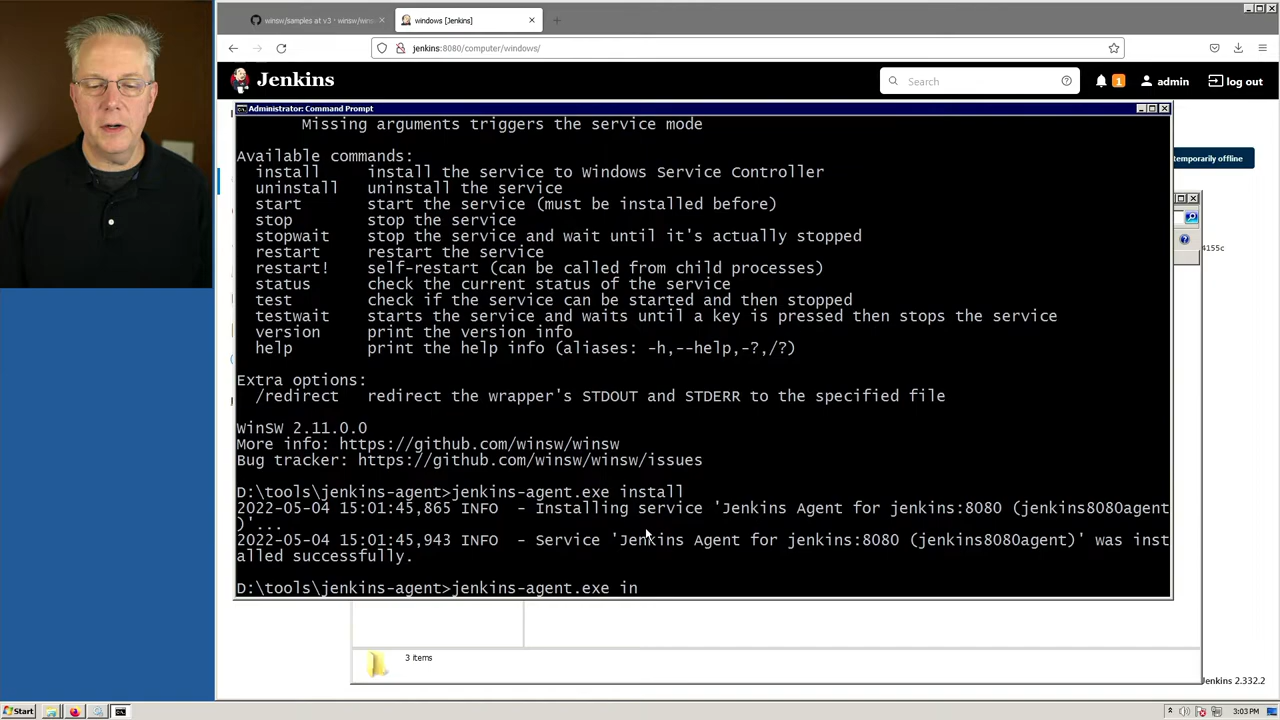 winsw/samples at v3 · winsw/wins
windows [Jenkins]
jenkins:8080/computer/windows/
Jenkins
Search
1
admin
log out
Administrator: Command Prompt
Missing arguments triggers the service mode
temporarily offline
Available commands:
install install the service to Windows Service Controller
uninstall uninstall the service
start start the service (must be installed before)
stop stop the service
stopwait stop the service and wait until it's actually stopped
restart restart the service
4155c
restart! self-restart (can be called from child processes)
status check the current status of the service
test check if the service can be started and then stopped
testwait starts the service and waits until a key is pressed then stops the service
version print the version info
help print the help info (aliases: -h,--help,-?,/?)
Extra options:
/redirect redirect the wrapper's STDOUT and STDERR to the specified file
WinSW 2.11.0.0
More info: https://github.com/winsw/winsw
Bug tracker: https://github.com/winsw/winsw/issues
D:\tools\jenkins-agent>jenkins-agent.exe install
2022-05-04 15:01:45,865 INFO - Installing service 'Jenkins Agent for jenkins:8080 (jenkins8080agent
)'...
2022-05-04 15:01:45,943 INFO - Service 'Jenkins Agent for jenkins:8080 (jenkins8080agent)' was inst
alled successfully.
D:\tools\jenkins-agent>jenkins-agent.exe in
3 items
Jenkins 2.332.2
Start
3:03 PM